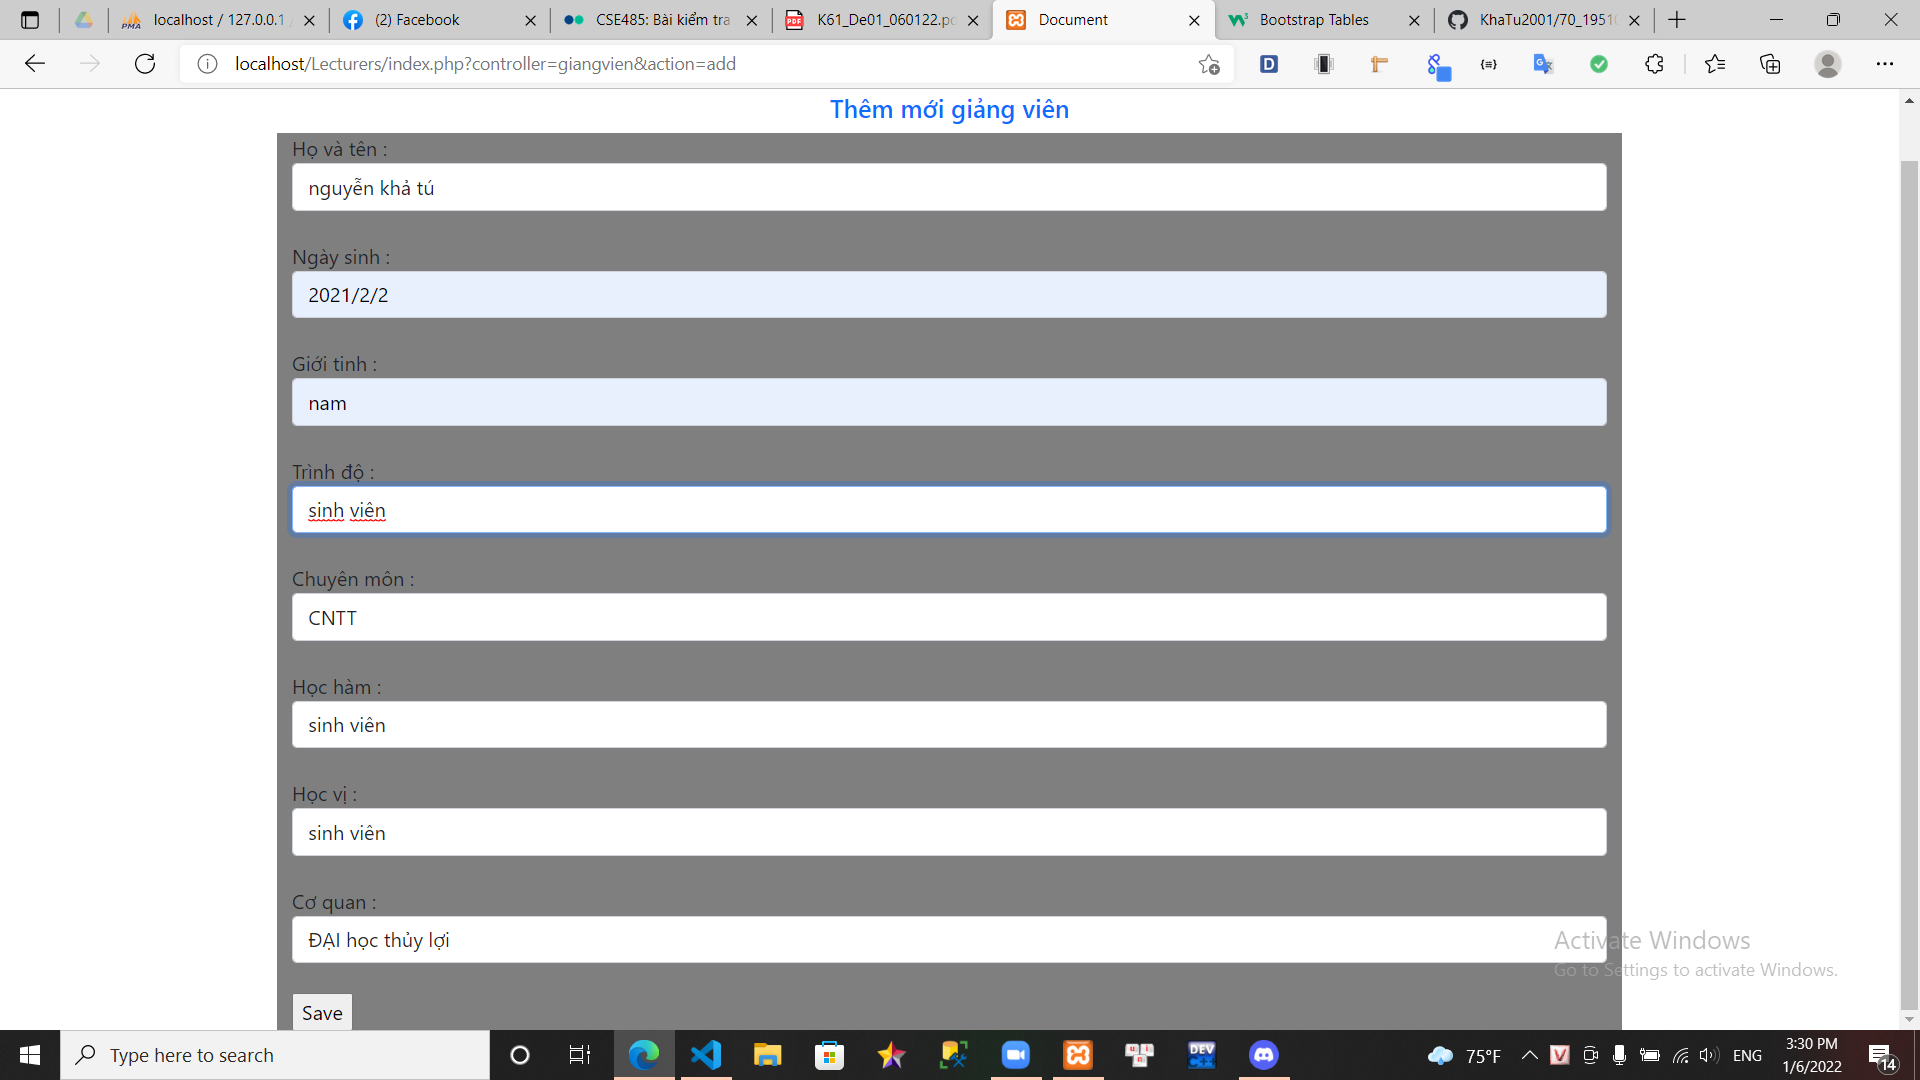 localhost / 127.0.0.1
(2) Facebook
CSE485: Bài kiểm tra
K61_De01_060122.pd
Document
Bootstrap Tables
KhaTu2001/70_1951
localhost/Lecturers/index.php?controller=giangvien&action=add
Thêm mới giảng viên
Họ và tên :
nguyễn khả tú
Ngày sinh :
2021/2/2
Giới tinh :
nam
Trình độ :
sinh viên
Chuyên môn :
CNTT
Học hàm :
sinh viên
Học vị :
sinh viên
Cơ quan :
ĐẠI học thủy lợi
Activate Windows
Go to Settings to activate Windows.
Save
Type here to search
75°F
ENG
3:30 PM
1/6/2022
14